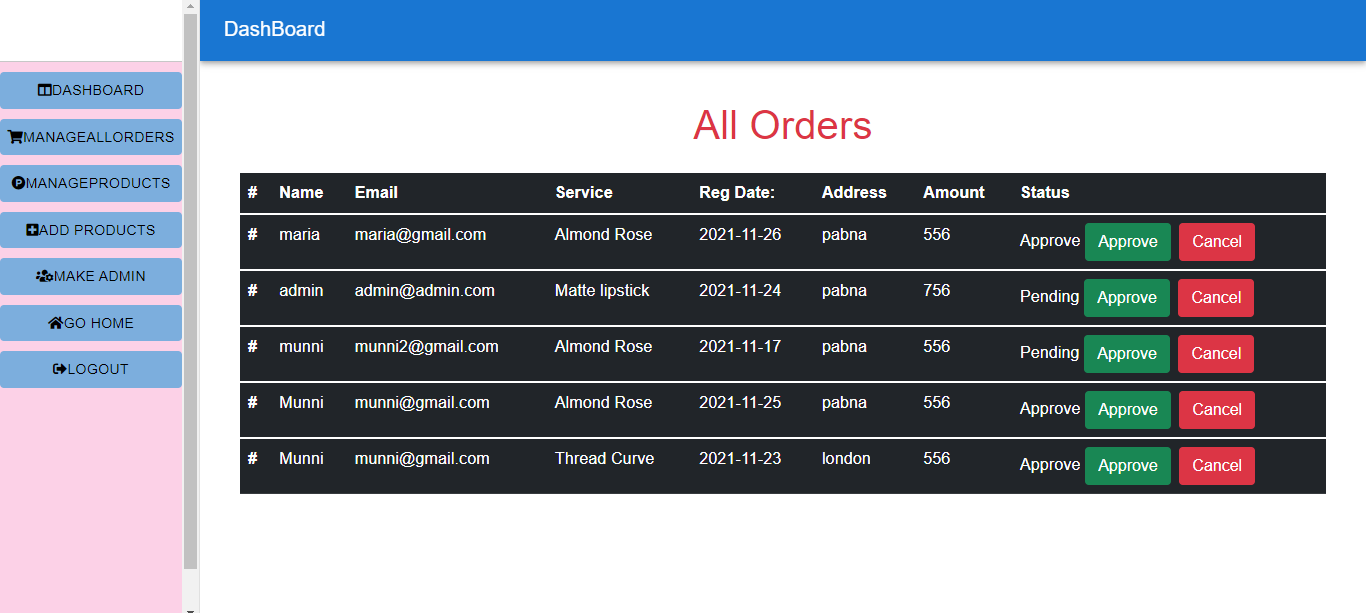 DashBoard
DASHBOARD
MANAGEALLORDERS
MANAGEPRODUCTS
ADD PRODUCTS
MAKE ADMIN
GO HOME
LOGOUT
All Orders
# Name Email Service Reg Date: Address Amount Status
# maria maria@gmail.com Almond Rose 2021-11-26 pabna 556 Approve Approve Cancel
# admin admin@admin.com Matte lipstick 2021-11-24 pabna 756 Pending Approve Cancel
# munni munni2@gmail.com Almond Rose 2021-11-17 pabna 556 Pending Approve Cancel
# Munni munni@gmail.com Almond Rose 2021-11-25 pabna 556 Approve Approve Cancel
# Munni munni@gmail.com Thread Curve 2021-11-23 london 556 Approve Approve Cancel